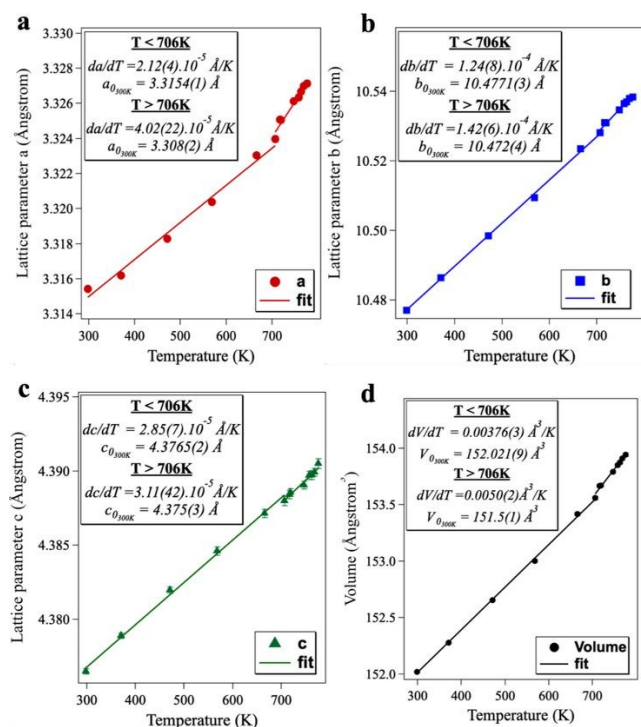 a
Lattice parameter a (Ångstrom)
3.330
3.328
3.326
3.324
3.322
3.320
3.318
3.316
3.314
T < 706K
da/dT =2.12(4).10⁻⁵ Å/K
a₀₃₀₀K = 3.3154(1) Å
T > 706K
da/dT =4.02(22).10⁻⁵Å/K
a₀₃₀₀K = 3.308(2) Å
a
fit
300 400 500 600 700
Temperature (K)
b
Lattice parameter b (Ångstrom)
10.54
10.52
10.50
10.48
T < 706K
db/dT =1.24(8).10⁻⁴
b₀₃₀₀K = 10.4771(3) Å
T > 706K
db/dT =1.42(6).10⁻⁴
b₀₃₀₀K = 10.472(4) Å
b
fit
300 400 500 600 700
Temperature (K)
c
Lattice parameter c (Ångstrom)
4.395
4.390
4.385
4.380
T < 706K
dc/dT = 2.85(7).10⁻⁵ Å/K
c₀₃₀₀K = 4.3765(2) Å
T > 706K
dc/dT =3.11(42).10⁻⁵Å/K
c₀₃₀₀K = 4.375(3) Å
c
fit
300 400 500 600 700
Temperature (K)
d
Volume (Ångstrom³)
154.0
153.5
153.0
152.5
152.0
T < 706K
dV/dT = 0.00376(3) Å³/K
V₀₃₀₀K = 152.021(9) Å³
T > 706K
dV/dT =0.0050(2)Å³/K
V₀₃₀₀K = 151.5(1) Å³
Volume
fit
300 400 500 600 700
Temperature (K)